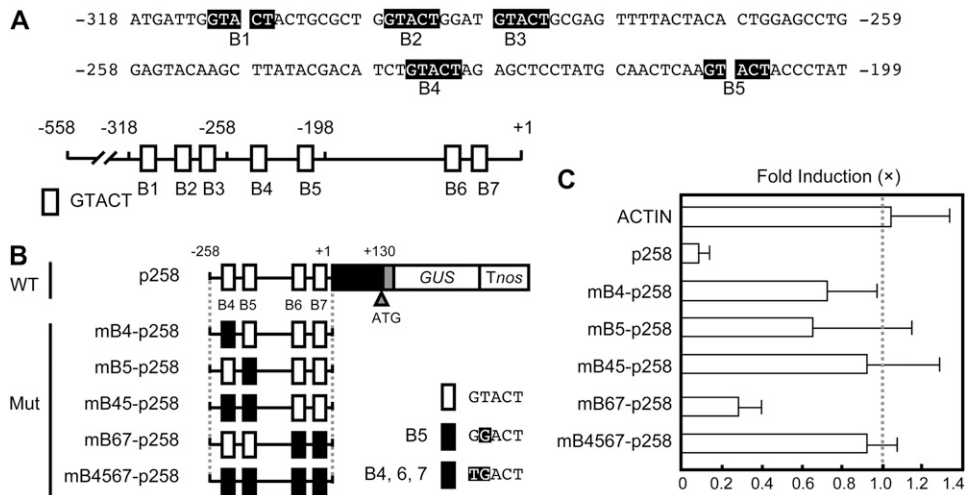 A
-318 ATGATTGGTA CTACTGCGCT GGTACTGGAT GTACTGCGAG TTTTACTACA CTGGAGCCTG -259
B1 B2 B3
-258 GAGTACAAGC TTATACGACA TCTGTACTAG AGCTCCTATG CAACTCAAGT ACTACCCTAT -199
B4 B5
-558 -318 -258 -198 +1
B1 B2 B3 B4 B5 B6 B7
GTACT
B
-258 +1 +130
WT p258 GUS Tnos
B4 B5 B6 B7 ATG
Mut
mB4-p258
mB5-p258
mB45-p258
mB67-p258
mB4567-p258
GTACT
B5 GGACT
B4, 6, 7 TGACT
C
Fold Induction (×)
ACTIN
p258
mB4-p258
mB5-p258
mB45-p258
mB67-p258
mB4567-p258
0 0.2 0.4 0.6 0.8 1.0 1.2 1.4